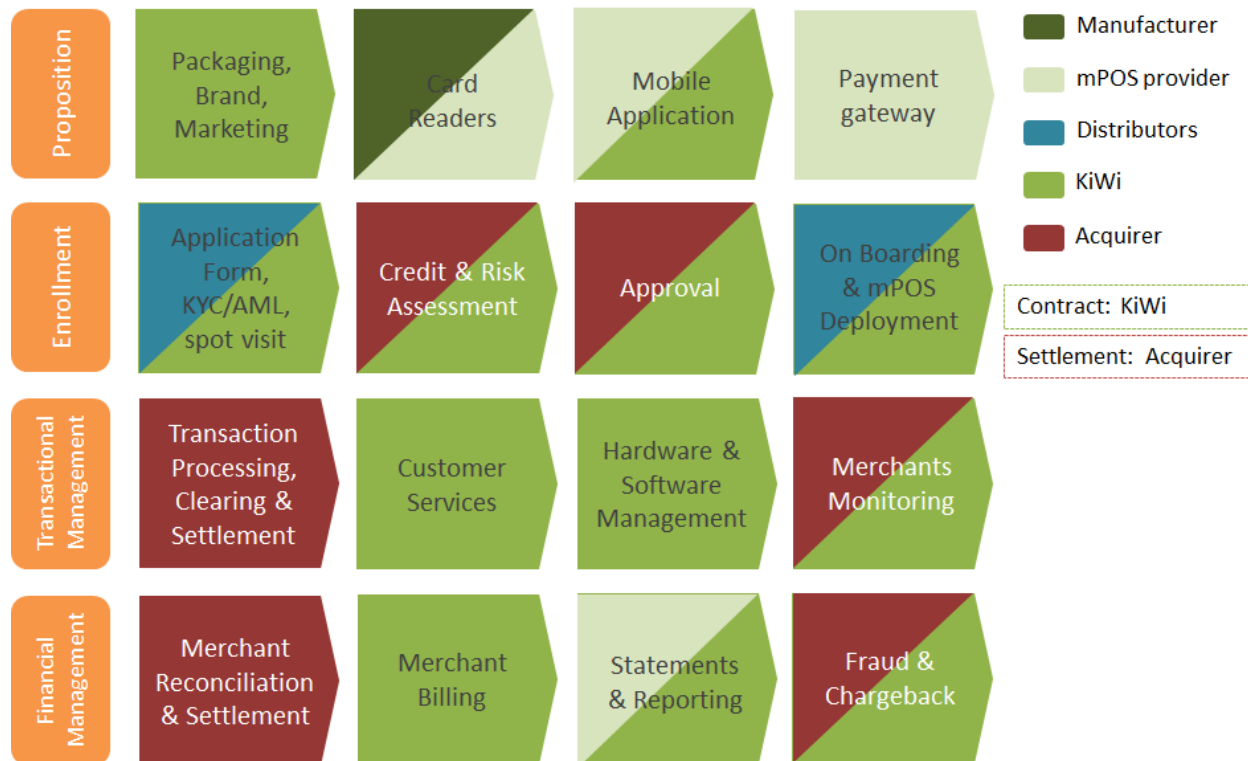 Proposition
Packaging,
Brand,
Marketing
Card
Readers
Mobile
Application
Payment
gateway
Manufacturer
mPOS provider
Distributors
KiWi
Acquirer
Enrollment
Application
Form,
KYC/AML,
spot visit
Credit & Risk
Assessment
Approval
On Boarding
& mPOS
Deployment
Contract: KiWi
Settlement: Acquirer
Transactional
Management
Transaction
Processing,
Clearing &
Settlement
Customer
Services
Hardware &
Software
Management
Merchants
Monitoring
Financial
Management
Merchant
Reconciliation
& Settlement
Merchant
Billing
Statements
& Reporting
Fraud &
Chargeback